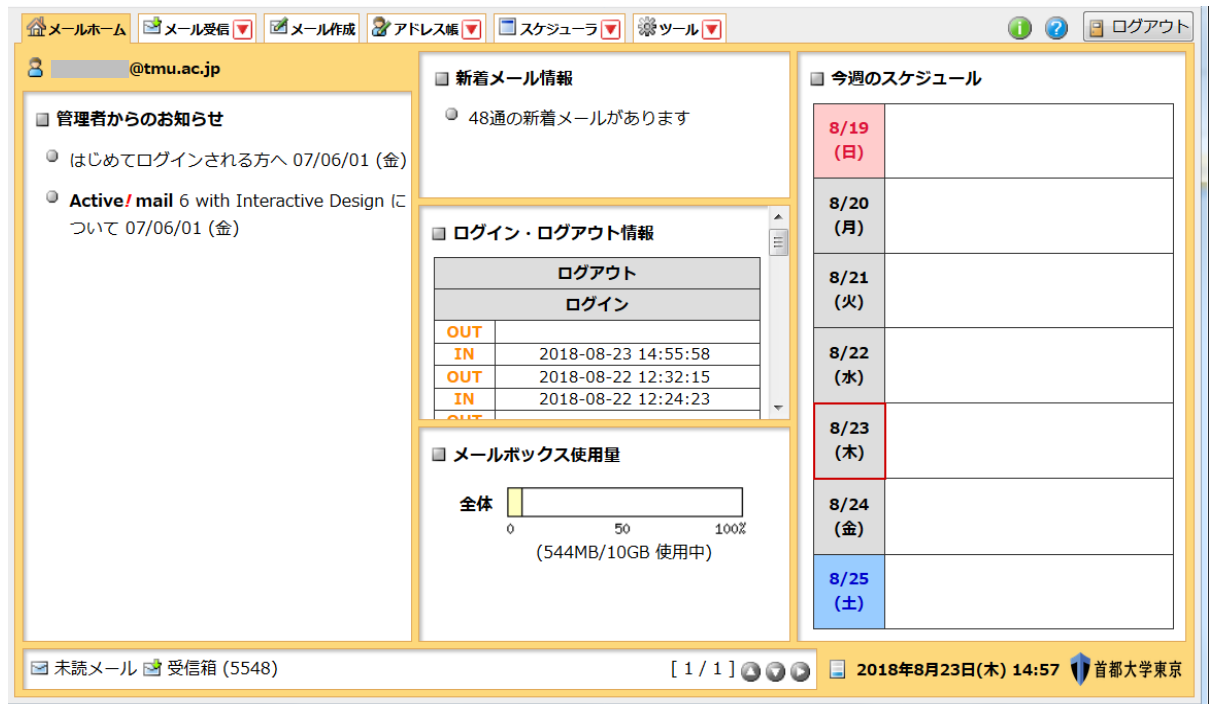 メールホーム メール受信 メール作成 アドレス帳 スケジューラ ツール ログアウト
@tmu.ac.jp
管理者からのお知らせ
はじめてログインされる方へ 07/06/01 (金)
Active! mail 6 with Interactive Design に
ついて 07/06/01 (金)
新着メール情報
48通の新着メールがあります
ログイン・ログアウト情報
ログアウト
ログイン
OUT
IN 2018-08-23 14:55:58
OUT 2018-08-22 12:32:15
IN 2018-08-22 12:24:23
OUT
メールボックス使用量
全体
0 50 100%
(544MB/10GB 使用中)
今週のスケジュール
8/19
(日)
8/20
(月)
8/21
(火)
8/22
(水)
8/23
(木)
8/24
(金)
8/25
(土)
未読メール 受信箱 (5548) [ 1 / 1 ] 2018年8月23日(木) 14:57 首都大学東京